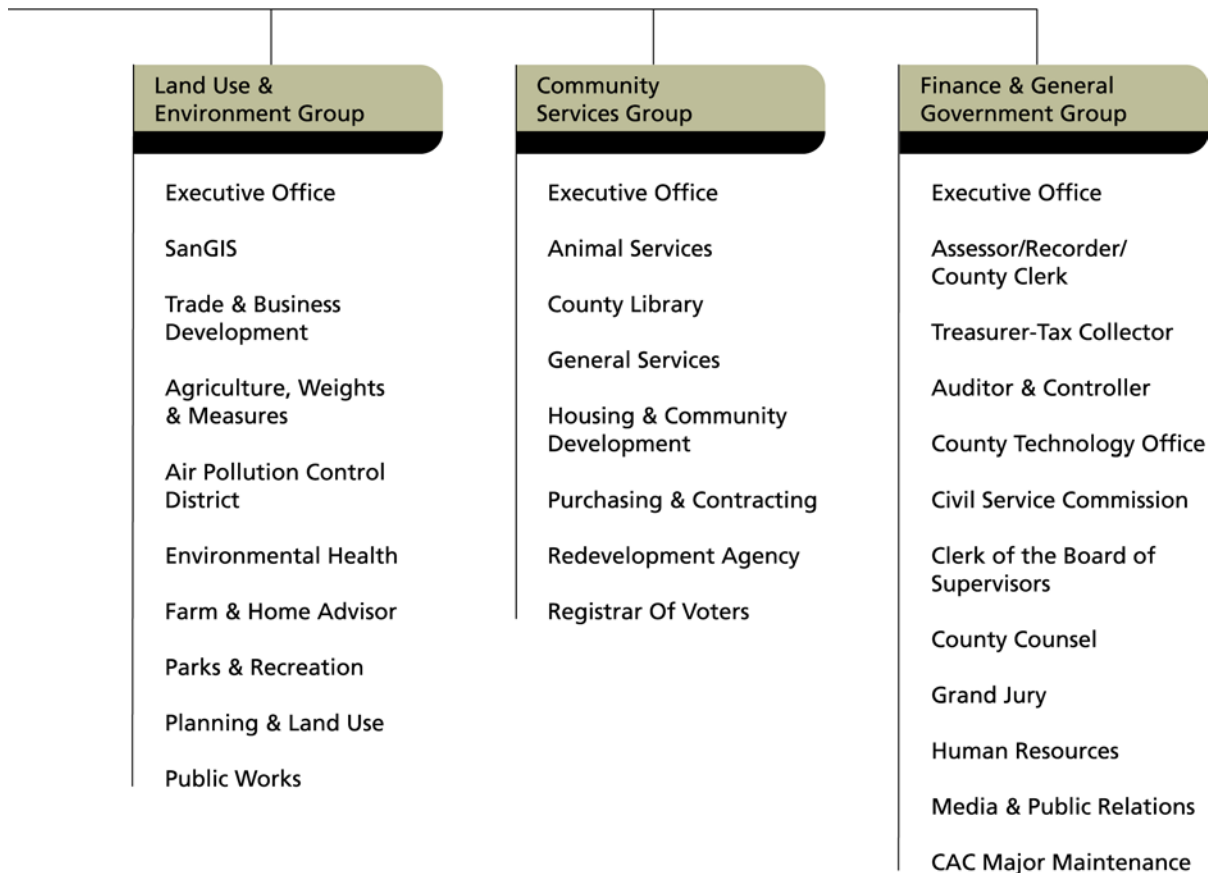 Land Use &
Environment Group
Executive Office
SanGIS
Trade & Business
Development
Agriculture, Weights
& Measures
Air Pollution Control
District
Environmental Health
Farm & Home Advisor
Parks & Recreation
Planning & Land Use
Public Works
Community
Services Group
Executive Office
Animal Services
County Library
General Services
Housing & Community
Development
Purchasing & Contracting
Redevelopment Agency
Registrar Of Voters
Finance & General
Government Group
Executive Office
Assessor/Recorder/
County Clerk
Treasurer-Tax Collector
Auditor & Controller
County Technology Office
Civil Service Commission
Clerk of the Board of
Supervisors
County Counsel
Grand Jury
Human Resources
Media & Public Relations
CAC Major Maintenance